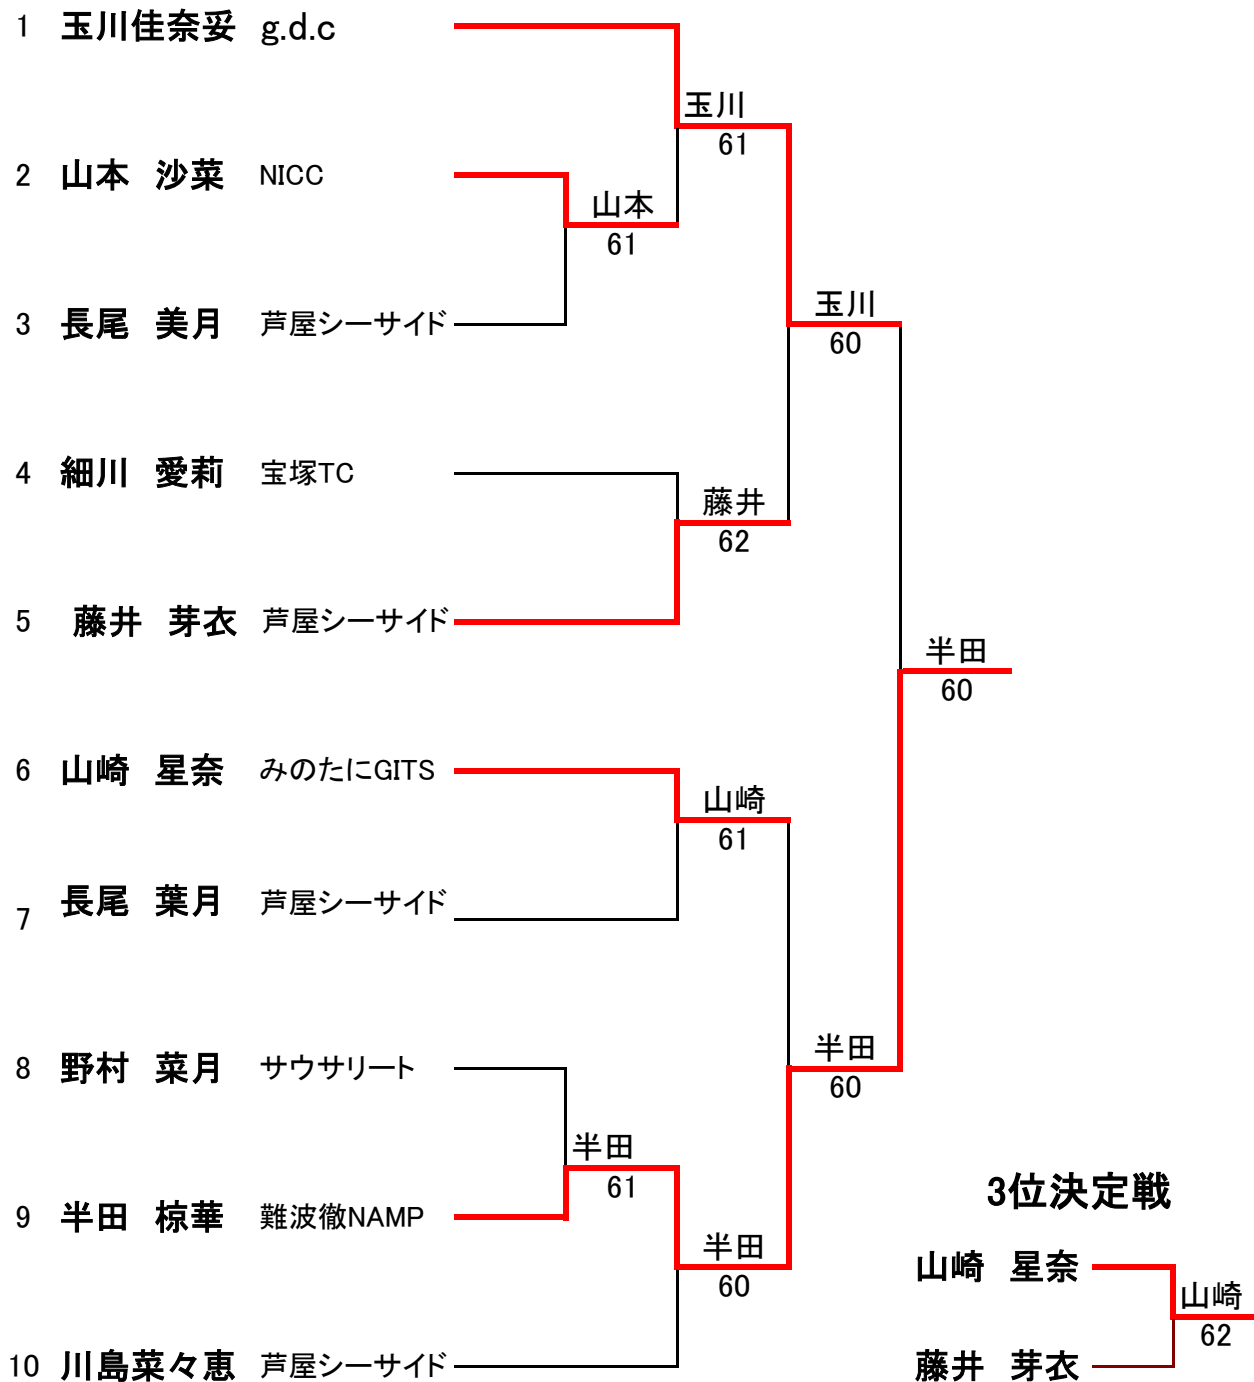 1 玉川佳奈妥 g.d.c
玉川
61
2 山本 沙菜 NICC
山本
61
3 長尾 美月 芦屋シーサイド
玉川
60
4 細川 愛莉 宝塚TC
藤井
62
5 藤井 芽衣 芦屋シーサイド
半田
60
6 山崎 星奈 みのたにGITS
山崎
61
7 長尾 葉月 芦屋シーサイド
8 野村 菜月 サウサリート
半田
60
半田
61
9 半田 椋華 難波徹NAMP
半田
60
10 川島菜々恵 芦屋シーサイド
3位決定戦
山崎 星奈
山崎
62
藤井 芽衣